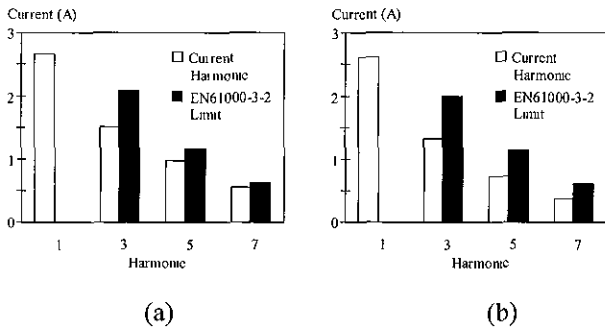 Current (A)
3
2
1
0
Current
Harmonic
EN61000-3-2
Limit
1 3 5 7
Harmonic
(a)
Current (A)
3
2
1
0
Current
Harmonic
EN61000-3-2
Limit
1 3 5 7
Harmonic
(b)